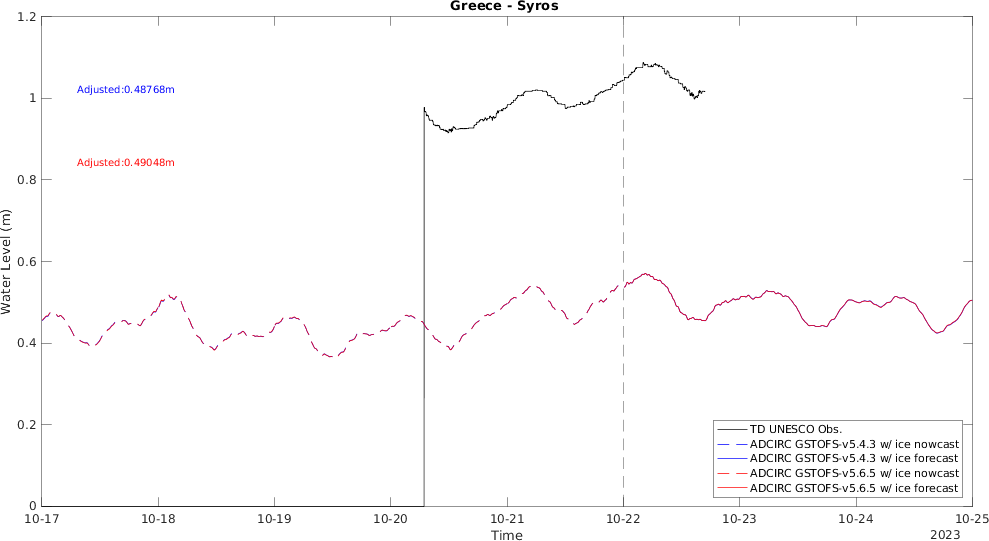 Greece - Syros
1.2
1
0.8
0.6
0.4
0.2
0
Water Level (m)
Adjusted:0.48768m
Adjusted:0.49048m
TD UNESCO Obs.
ADCIRC GSTOFS-v5.4.3 w/ ice nowcast
ADCIRC GSTOFS-v5.4.3 w/ ice forecast
ADCIRC GSTOFS-v5.6.5 w/ ice nowcast
ADCIRC GSTOFS-v5.6.5 w/ ice forecast
10-17 10-18 10-19 10-20 10-21 10-22 10-23 10-24 10-25
Time
2023